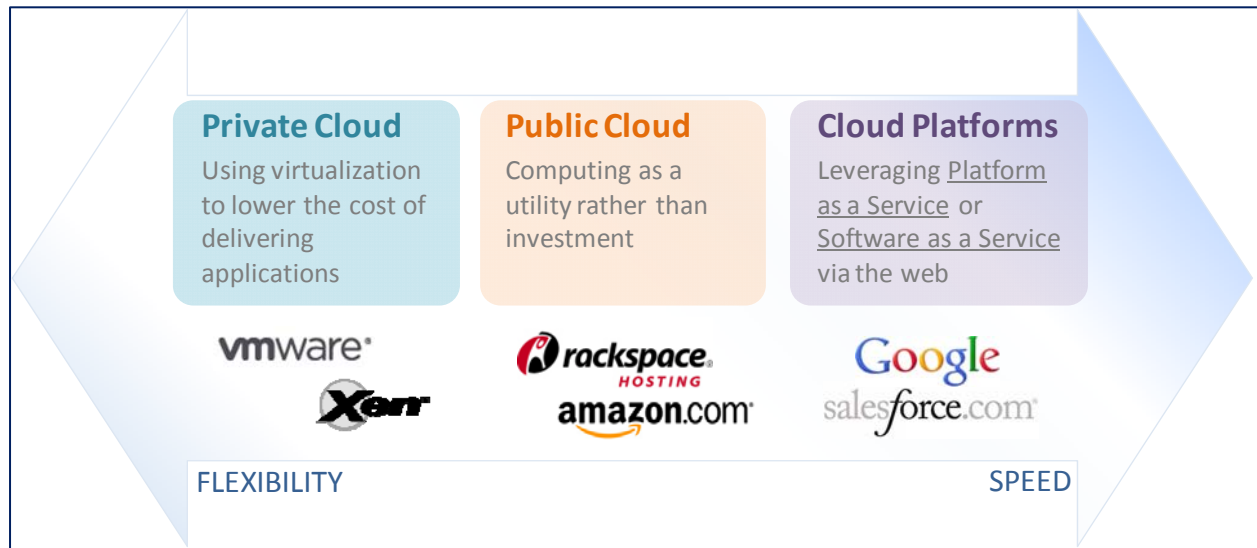 Private Cloud
Using virtualization
to lower the cost of
delivering
applications
Public Cloud
Computing as a
utility rather than
investment
Cloud Platforms
Leveraging Platform
as a Service or
Software as a Service
via the web
vmware®
Xen
rackspace®
HOSTING
amazon.com®
Google
salesforce.com®
FLEXIBILITY
SPEED